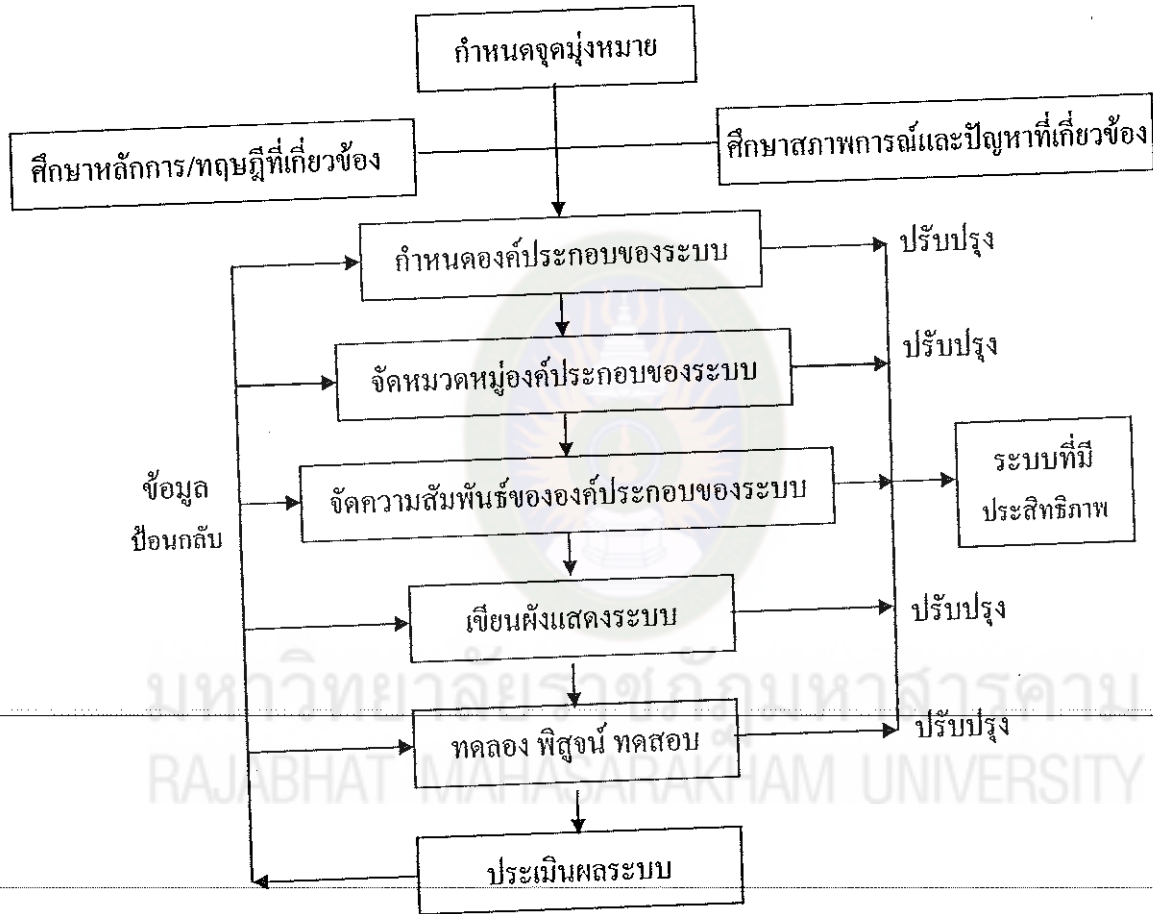 กำหนดจุดมุ่งหมาย
ศึกษาหลักการ/ทฤษฎีที่เกี่ยวข้อง
ศึกษาสภาพการณ์และปัญหาที่เกี่ยวข้อง
กำหนดองค์ประกอบของระบบ
ปรับปรุง
จัดหมวดหมู่องค์ประกอบของระบบ
ปรับปรุง
ข้อมูล
ป้อนกลับ
จัดความสัมพันธ์ขององค์ประกอบของระบบ
ระบบที่มี
ประสิทธิภาพ
เขียนผังแสดงระบบ
ปรับปรุง
มหาวิทยาลัยราชภัฏมหาสารคาม
ทดลอง พิสูจน์ ทดสอบ
ปรับปรุง
RAJABHAT MAHASARAKHAM UNIVERSITY
ประเมินผลระบบ